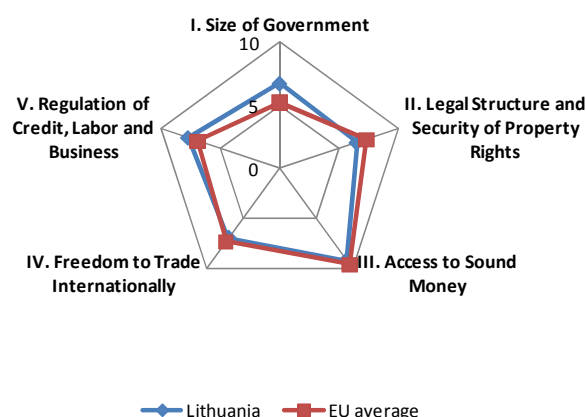 I. Size of Government
10
5
0
II. Legal Structure and
Security of Property
Rights
III. Access to Sound
Money
IV. Freedom to Trade
Internationally
V. Regulation of
Credit, Labor and
Business
Lithuania
EU average